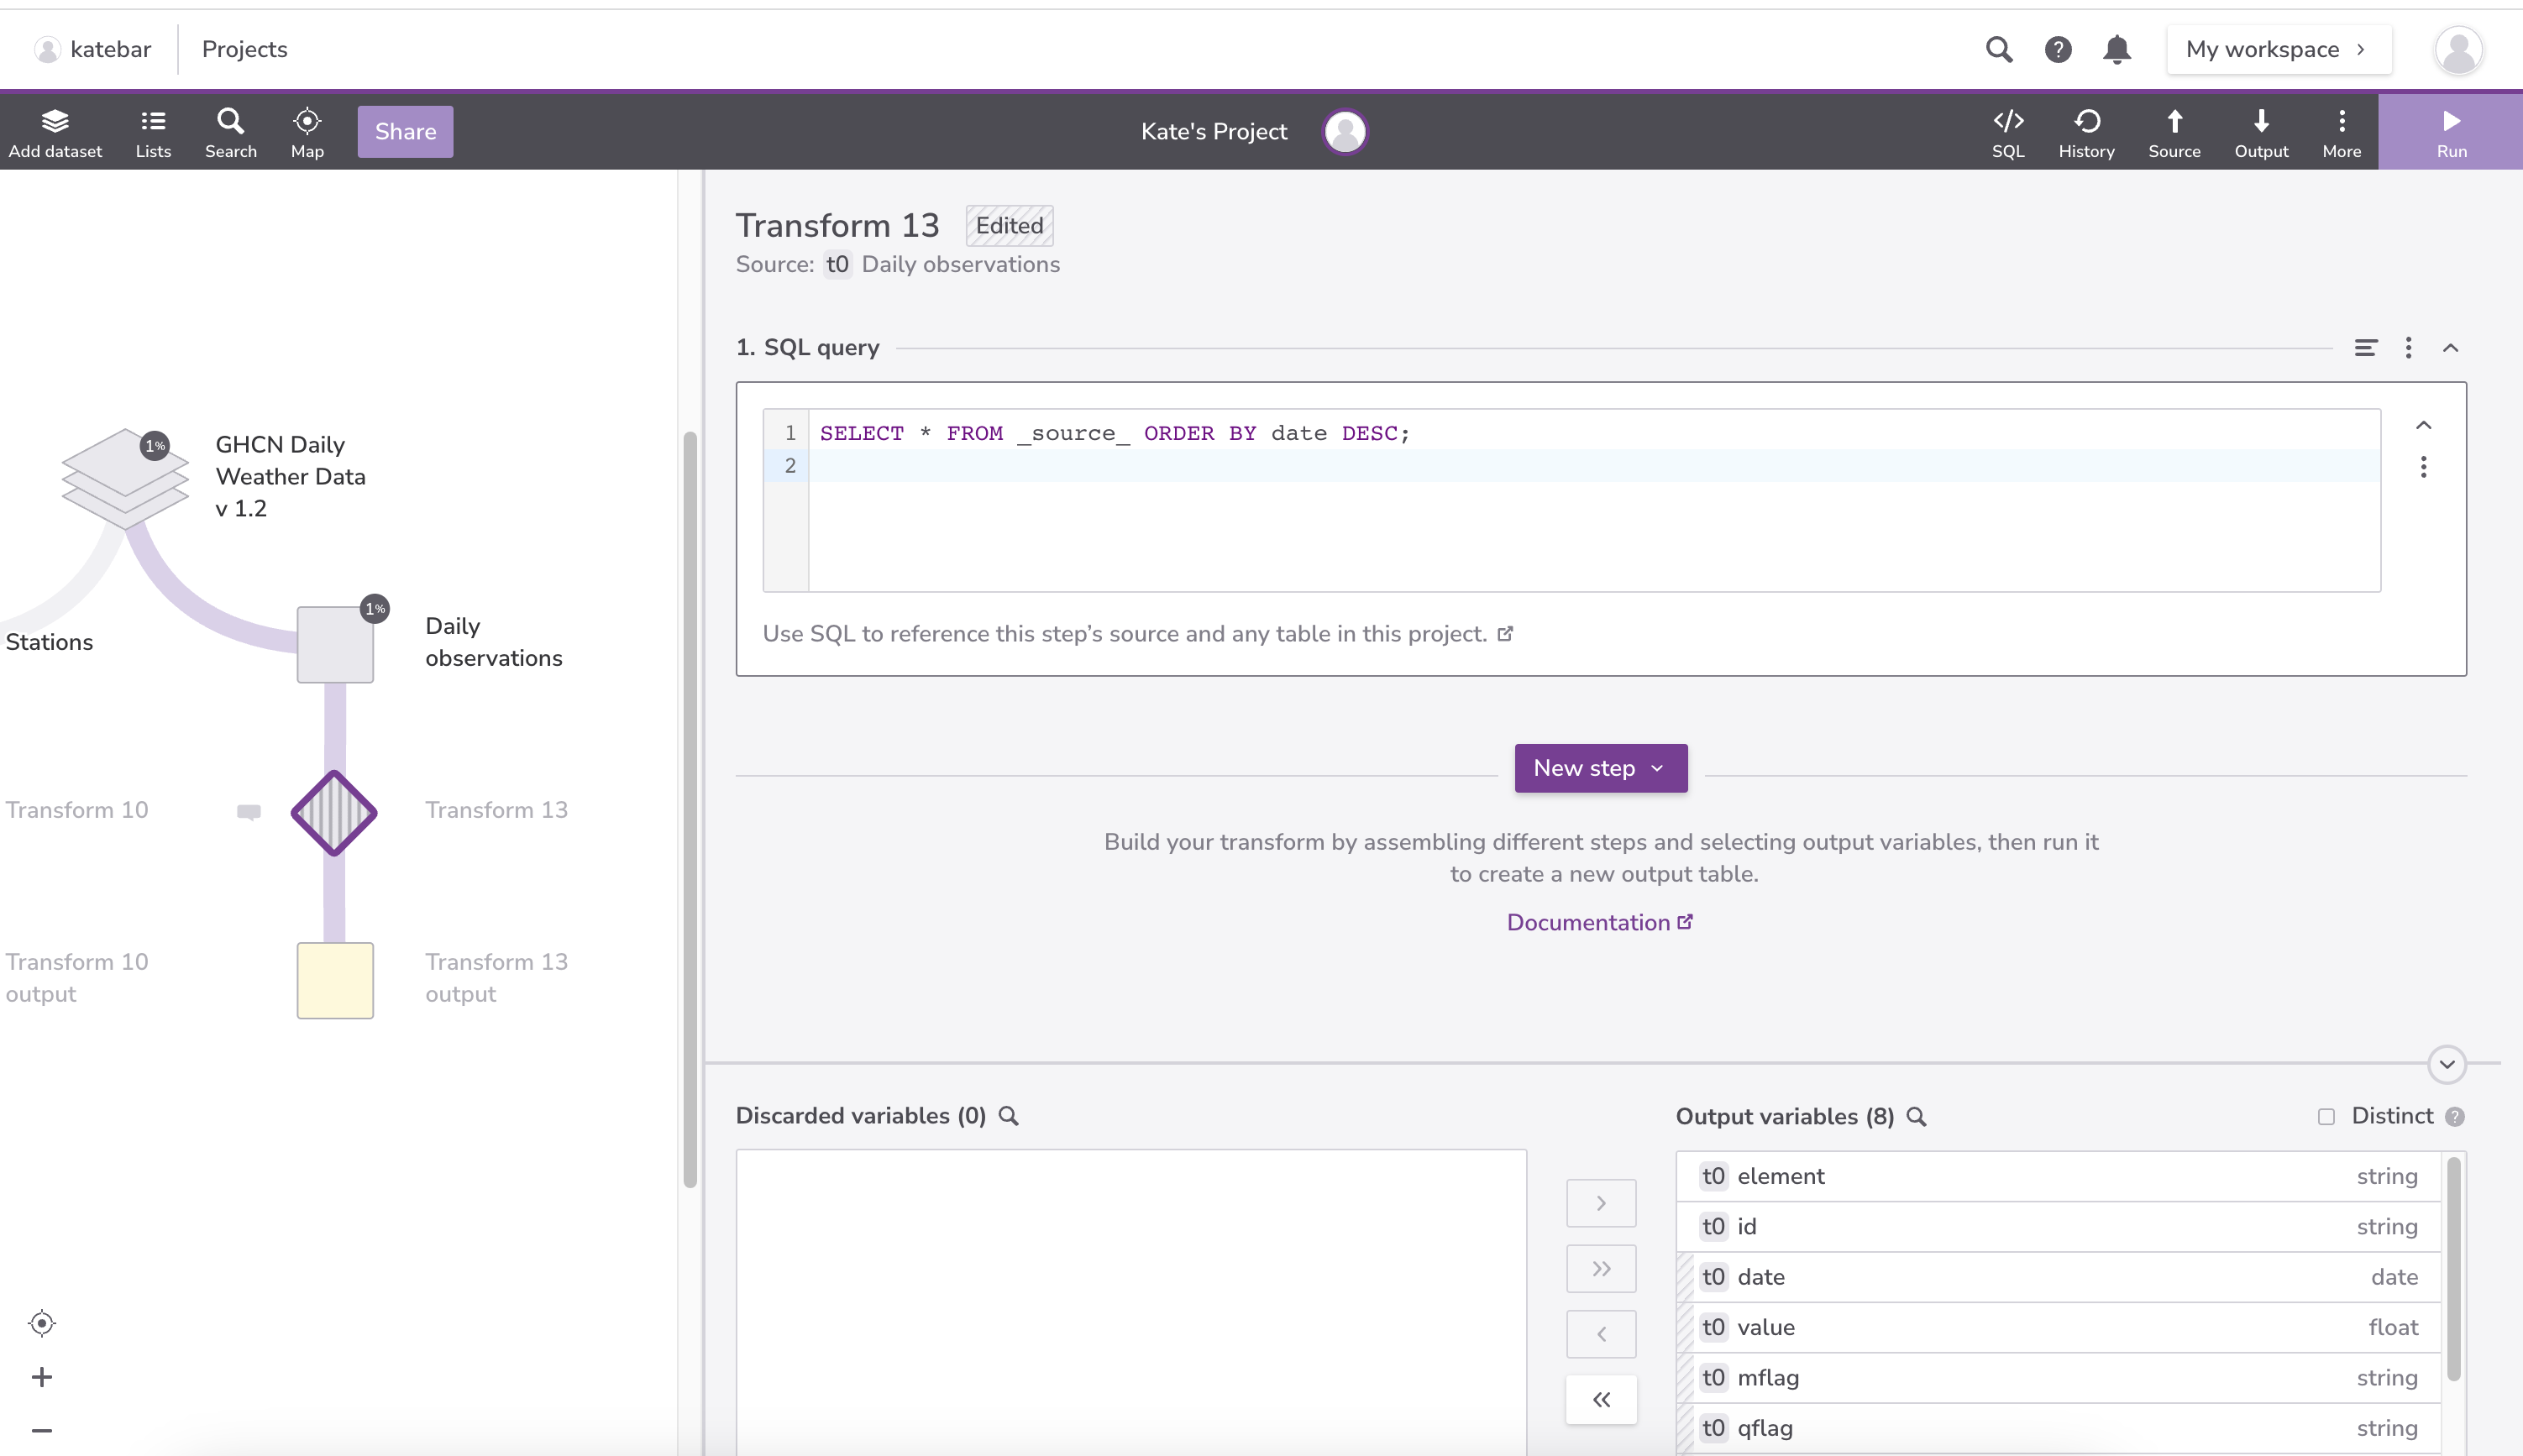 katebar
Projects
My workspace
Add dataset
Lists
Search
Map
Share
Kate's Project
SQL
History
Source
Output
More
Run
1%
GHCN Daily
Weather Data
v 1.2
Stations
1%
Daily
observations
Transform 10
Transform 13
Transform 10
output
Transform 13
output
Transform 13
Edited
Source: t0 Daily observations
1. SQL query
1 SELECT * FROM _source_ ORDER BY date DESC;
2
Use SQL to reference this step’s source and any table in this project.
New step
Build your transform by assembling different steps and selecting output variables, then run it
to create a new output table.
Documentation
Discarded variables (0)
Output variables (8)
Distinct
t0 element string
t0 id string
t0 date date
t0 value float
t0 mflag string
t0 qflag string